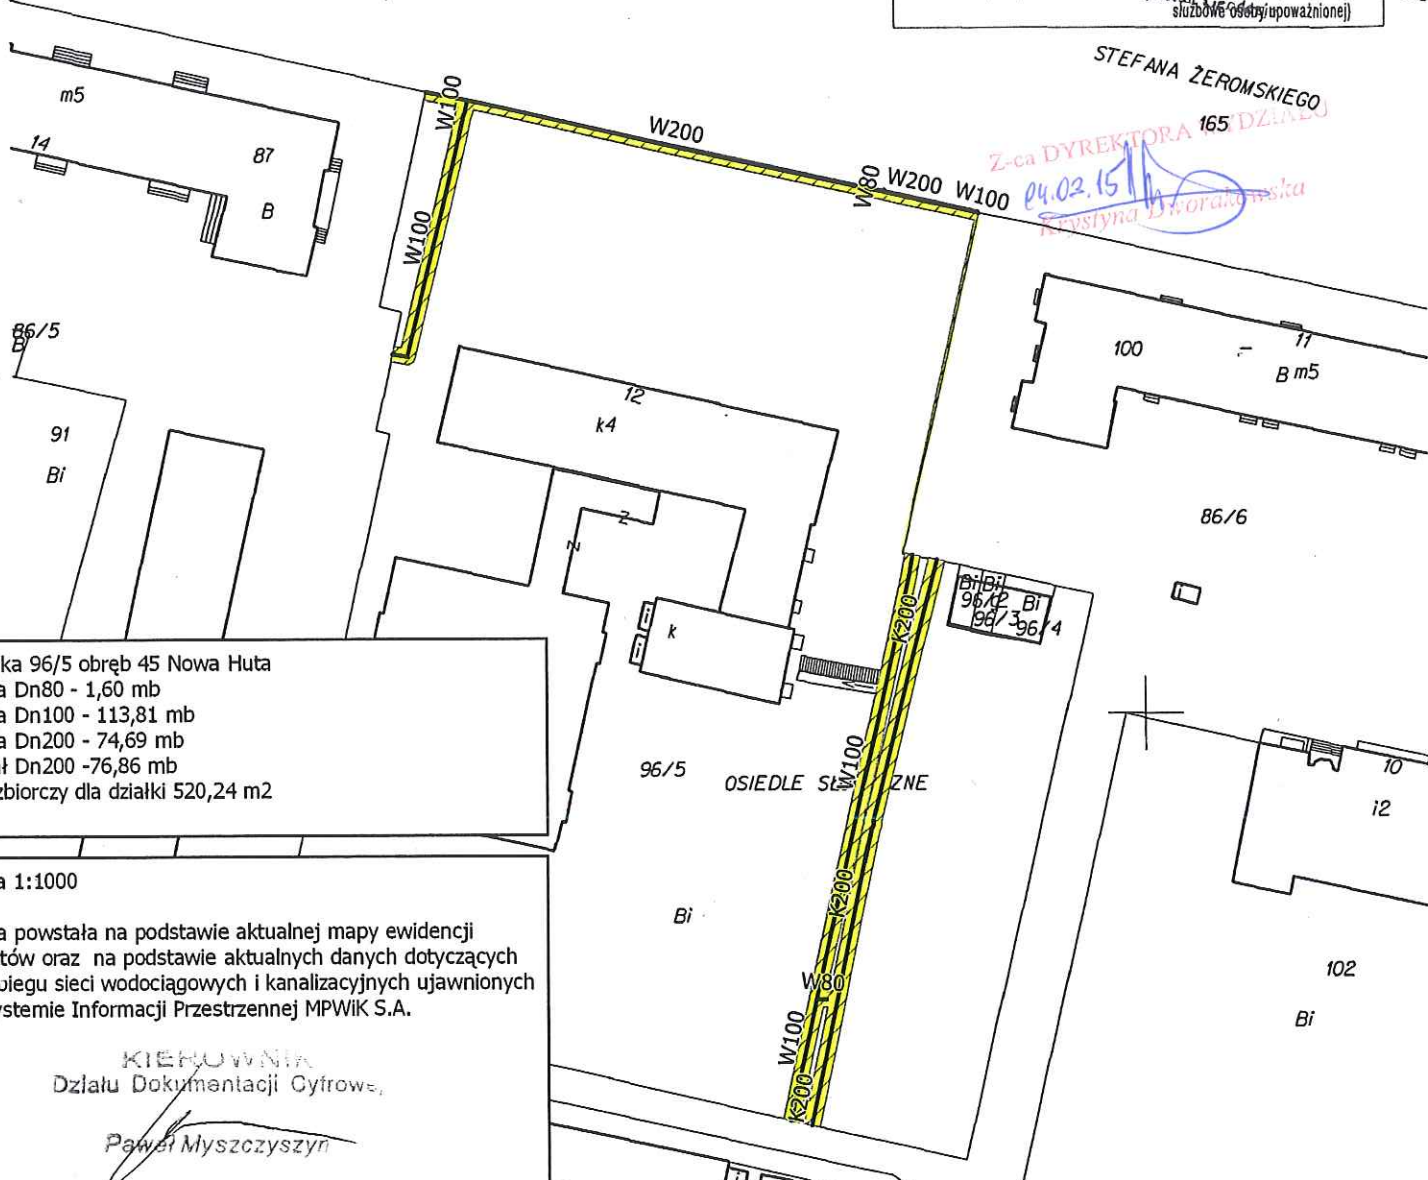 służbowe osoby upoważnionej)
STEFANA ŻEROMSKIEGO
165
Z-ca DYREKTORA WYDZIAŁU
04.02.15
Krystyna Dworakowska
m5
14
87
B
W100
W200
W80
W200
W100
W100
86/5
B
91
Bi
12
k4
Z
Z
k
100
11
B m5
86/6
Bi
Bi
Bi
96/3
96/4
K200
W100
96/5
OSIEDLE
ZNE
10
i2
Bi
K200
W80
W100
K200
102
Bi
ka 96/5 obręb 45 Nowa Huta
a Dn80 - 1,60 mb
a Dn100 - 113,81 mb
a Dn200 - 74,69 mb
ł Dn200 -76,86 mb
zbiorczy dla działki 520,24 m2
a 1:1000
a powstała na podstawie aktualnej mapy ewidencji
tów oraz na podstawie aktualnych danych dotyczących
biegu sieci wodociągowych i kanalizacyjnych ujawnionych
ystemie Informacji Przestrzennej MPWiK S.A.
KIEROWNIK
Działu Dokumentacji Cyfrowe,
Paweł Myszczyszyn